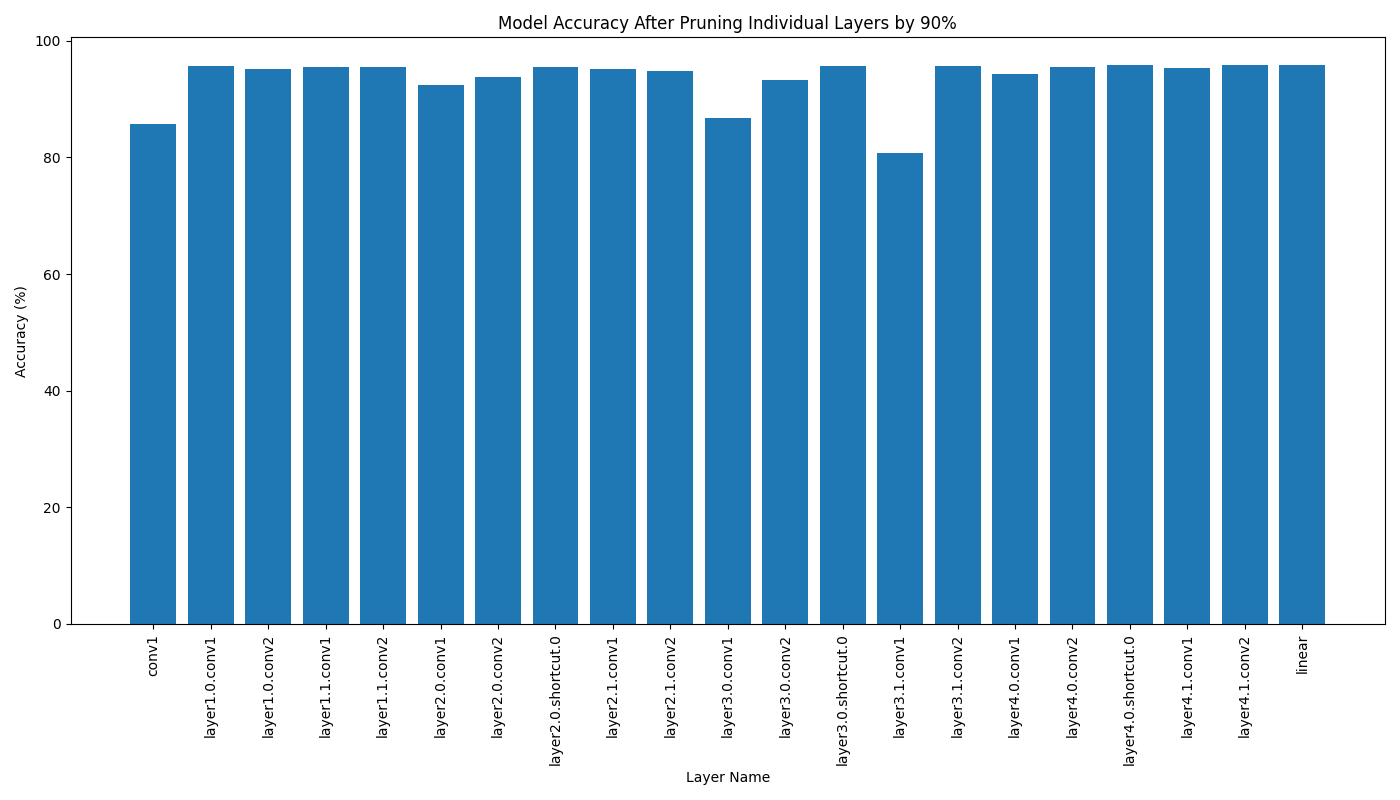 Model Accuracy After Pruning Individual Layers by 90%
100
80
60
40
20
0
Accuracy (%)
conv1
layer1.0.conv1
layer1.0.conv2
layer1.1.conv1
layer1.1.conv2
layer2.0.conv1
layer2.0.conv2
layer2.0.shortcut.0
layer2.1.conv1
layer2.1.conv2
layer3.0.conv1
layer3.0.conv2
layer3.0.shortcut.0
layer3.1.conv1
layer3.1.conv2
layer4.0.conv1
layer4.0.conv2
layer4.0.shortcut.0
layer4.1.conv1
layer4.1.conv2
linear
Layer Name